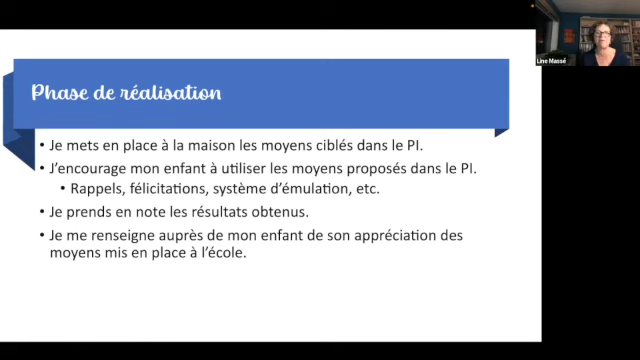 Phase de réalisation
• Je mets en place à la maison les moyens ciblés dans le PI.
• J'encourage mon enfant à utiliser les moyens proposés dans le PI.
• Rappels, félicitations, système d'émulation, etc.
• Je prends en note les résultats obtenus.
• Je me renseigne auprès de mon enfant de son appréciation des
moyens mis en place à l'école.
Line Massé